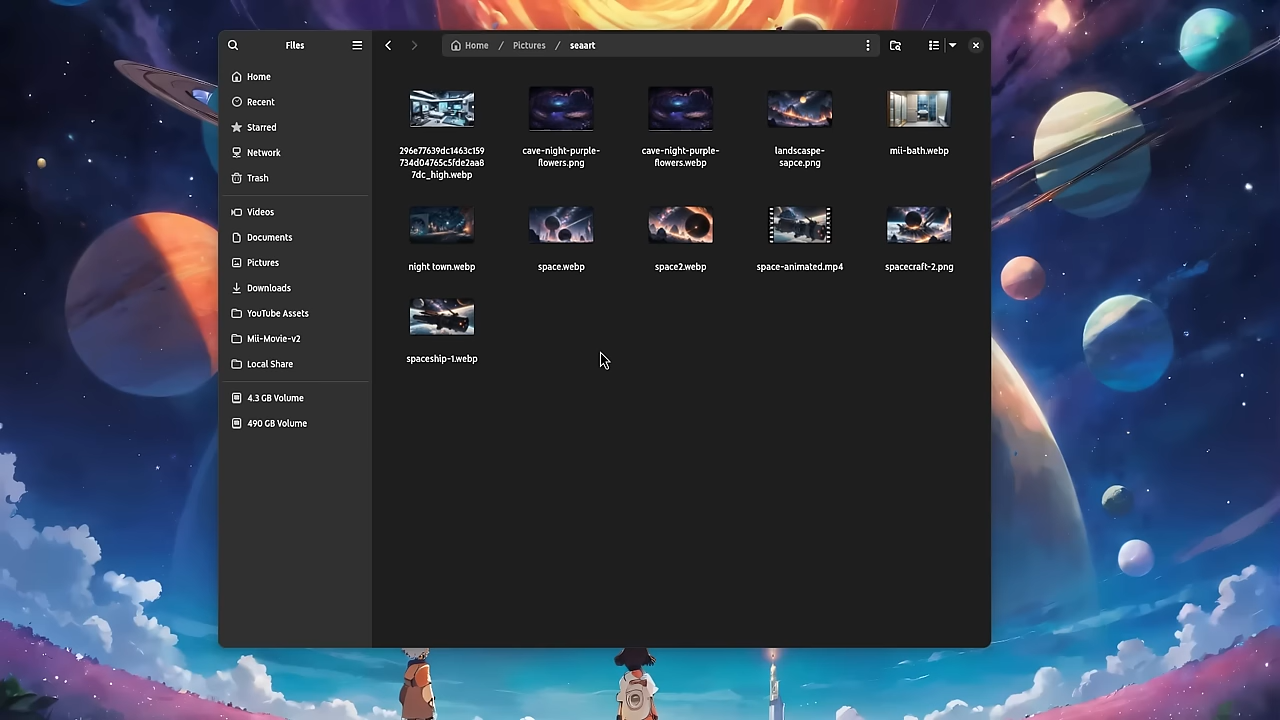 Files
Home / Pictures / seaart
Home
Recent
Starred
Network
Trash
Videos
Documents
Pictures
Downloads
YouTube Assets
Mii-Movie-v2
Local Share
4.3 GB Volume
490 GB Volume
296e77639dc1463c159
734d04765c5fde2aa8
7dc_high.webp
cave-night-purple-
flowers.png
cave-night-purple-
flowers.webp
landscaspe-
sapce.png
mii-bath.webp
night town.webp
space.webp
space2.webp
space-animated.mp4
spacecraft-2.png
spaceship-1.webp